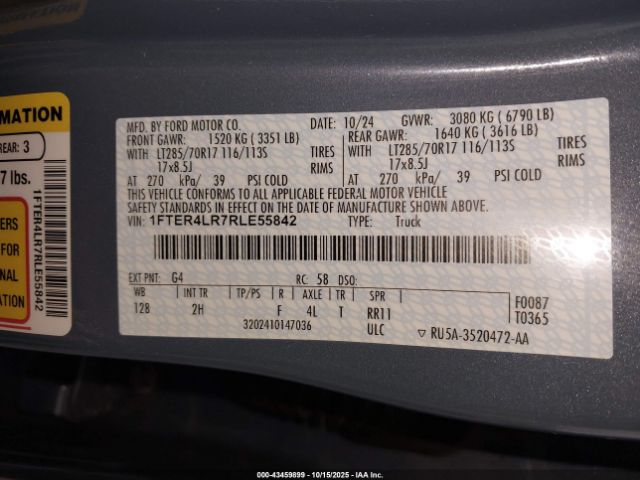 ORMATION
REAR: 3
7 lbs.
ERS
FOR
NAL
1FTER4LR7RLE55842
MFD. BY FORD MOTOR CO.
DATE: 10/24 GVWR: 3080 KG ( 6790 LB)
FRONT GAWR: 1520 KG ( 3351 LB) REAR GAWR: 1640 KG ( 3616 LB)
WITH LT285/70R17 116/113S TIRES LT285/70R17 116/113S TIRES
WITH 17x8.5J RIMS 17x8.5J RIMS
AT 270 kPa/ 39 PSI COLD AT 270 kPa/ 39 PSI COLD
THIS VEHICLE CONFORMS TO ALL APPLICABLE FEDERAL MOTOR VEHICLE
SAFETY STANDARDS IN EFFECT ON THE DATE OF MANUFACTURE SHOWN ABOVE.
VIN: 1FTER4LR7RLE55842 TYPE: Truck
EXT PNT: G4 RC: 58 DSO:
WB INT TR TP/PS R AXLE TR SPR F0087
128 2H F 4L T RR11 T0365
3202410147036 ULC ▽ RU5A-3520472-AA
000-43459899 - 10/15/2025 - IAA Inc.